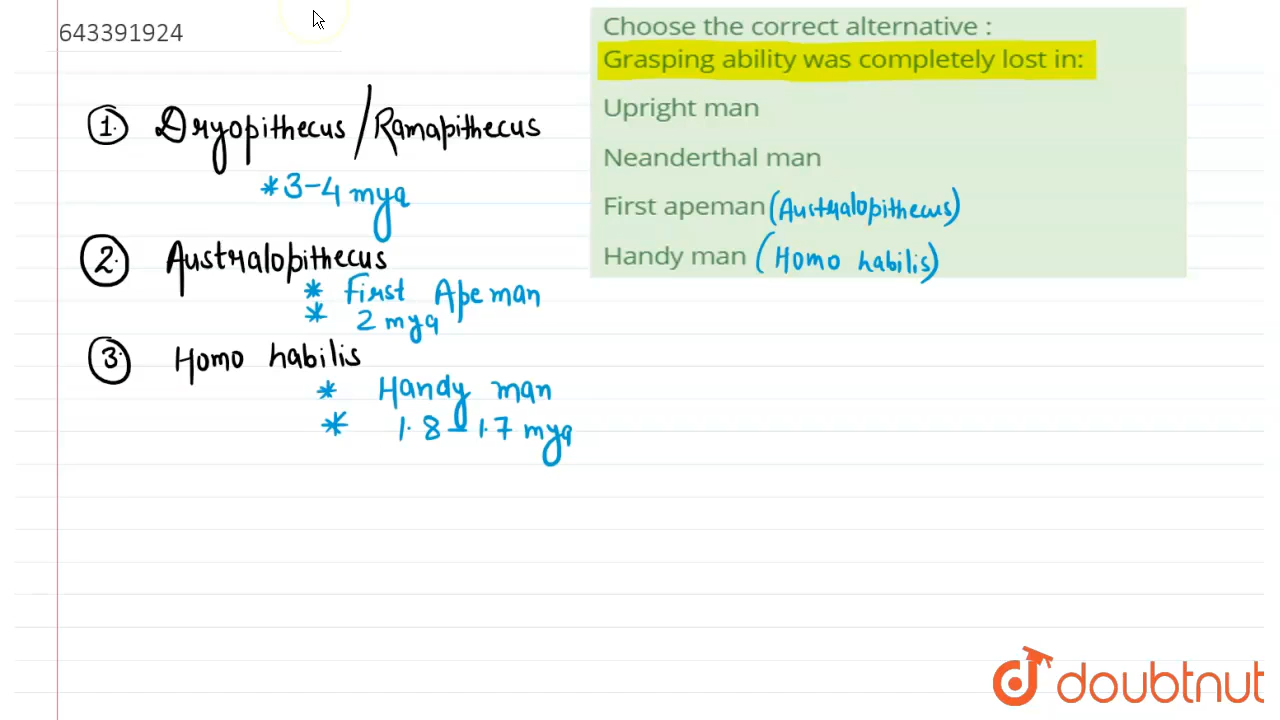 643391924
Choose the correct alternative :
Grasping ability was completely lost in:
Upright man
Neanderthal man
First apeman (Australopithecus)
Handy man (Homo habilis)
1. Dryopithecus/Ramapithecus
* 3-4 mya
2. Australopithecus
* First Apeman
* 2 mya
3. Homo habilis
* Handy man
* 1.8-1.7 mya
doubtnut